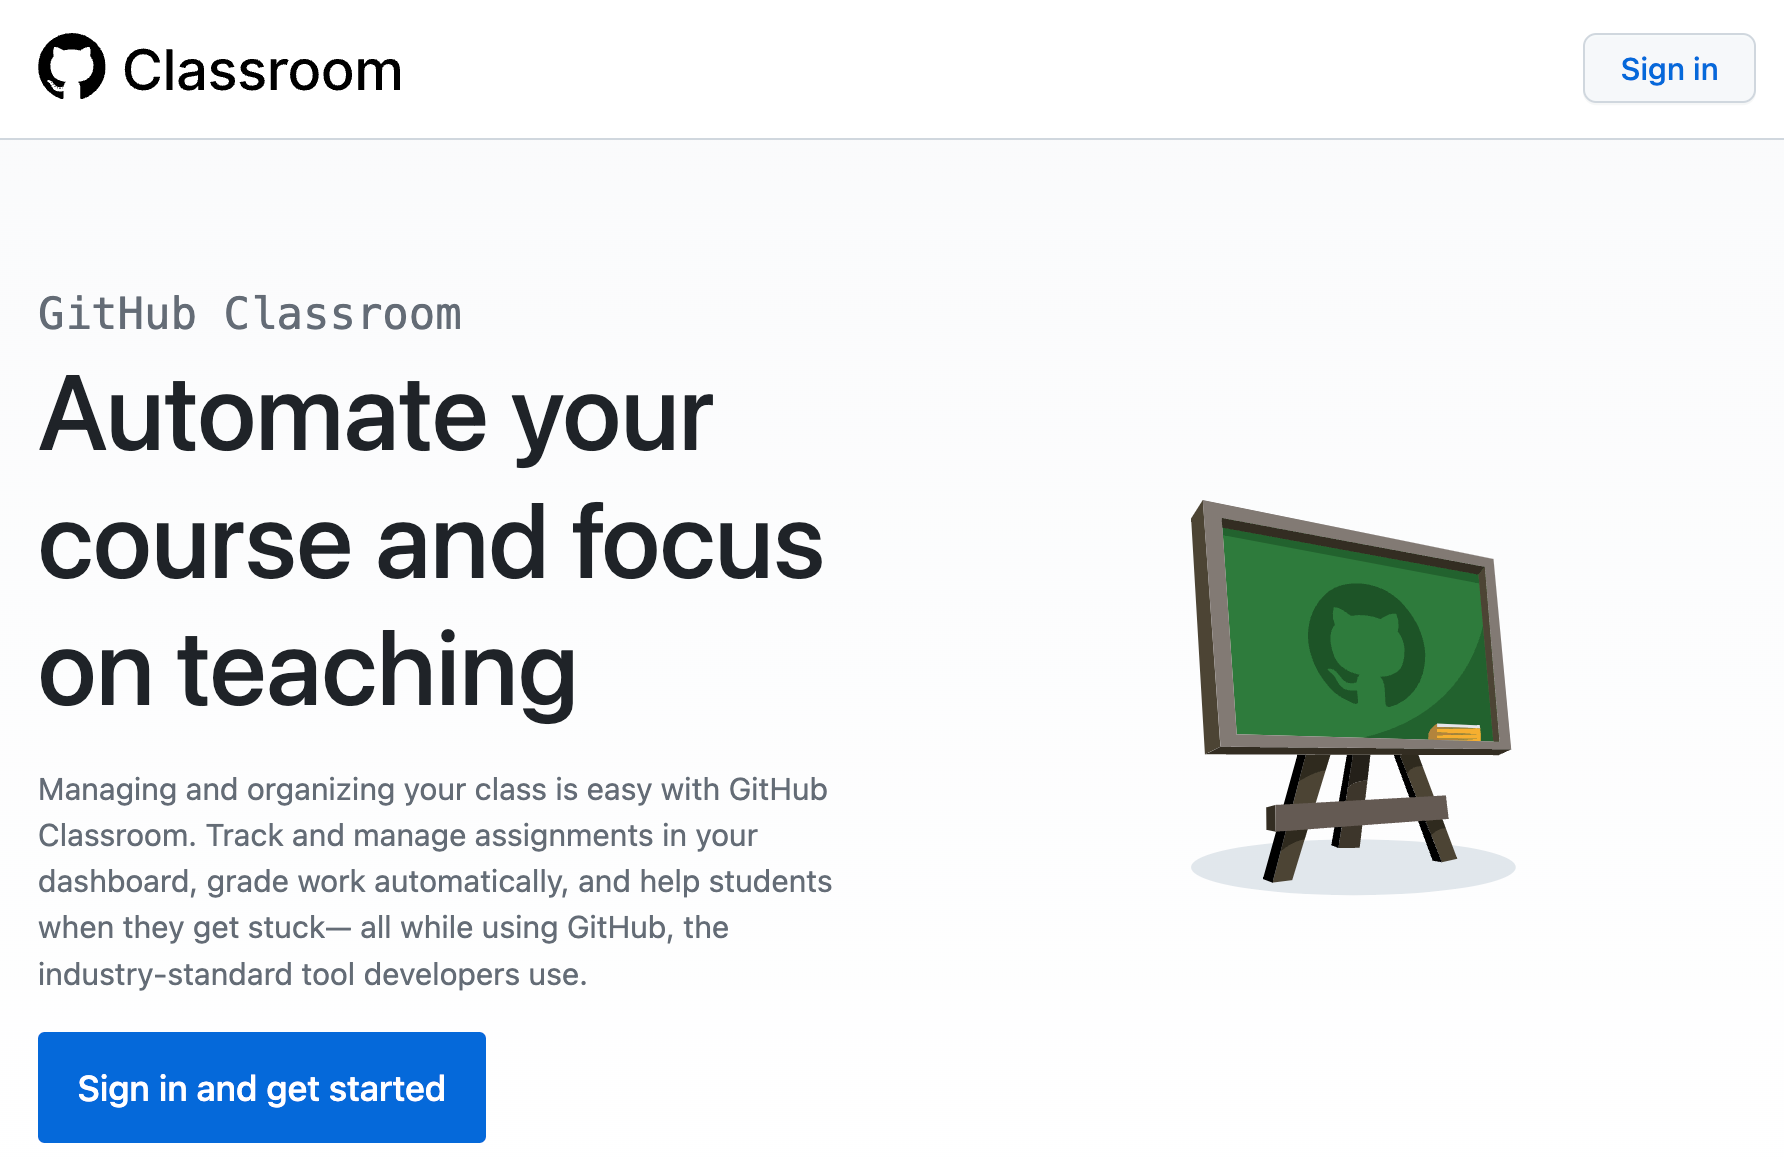 Classroom
Sign in
GitHub Classroom
Automate your
course and focus
on teaching
Managing and organizing your class is easy with GitHub
Classroom. Track and manage assignments in your
dashboard, grade work automatically, and help students
when they get stuck— all while using GitHub, the
industry-standard tool developers use.
Sign in and get started